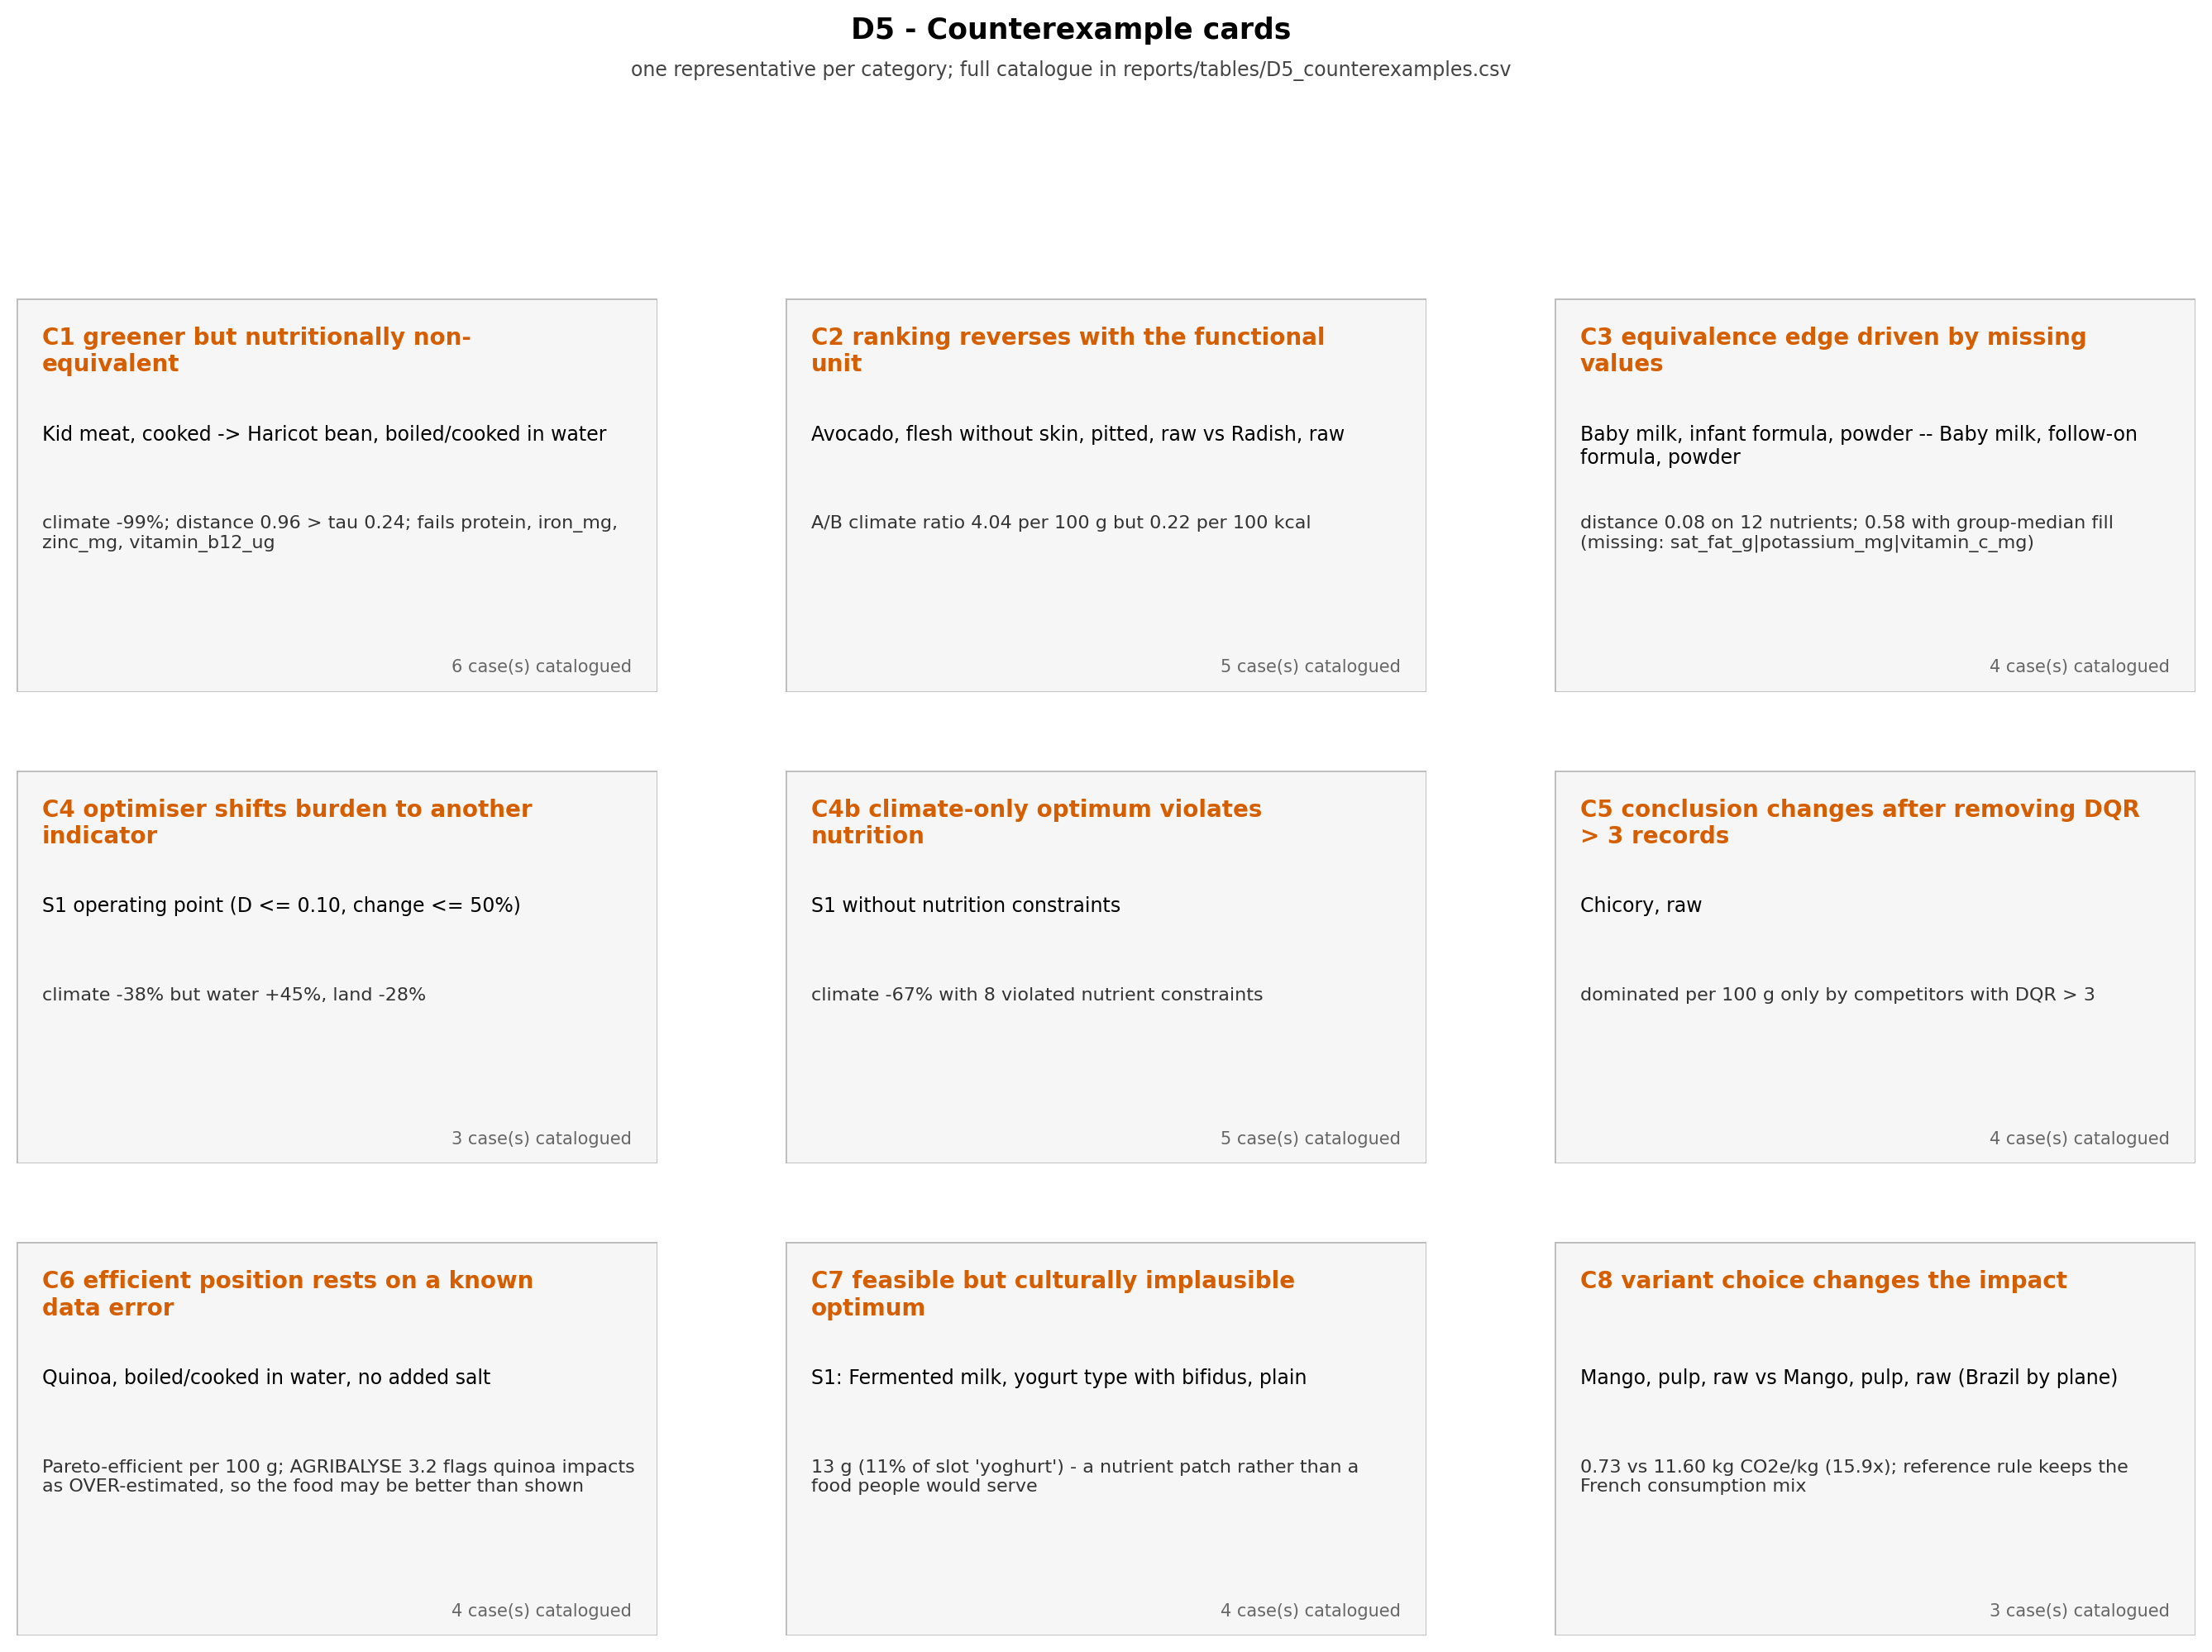 D5 - Counterexample cards
one representative per category; full catalogue in reports/tables/D5_counterexamples.csv
C1 greener but nutritionally non-
equivalent
Kid meat, cooked -> Haricot bean, boiled/cooked in water
climate -99%; distance 0.96 > tau 0.24; fails protein, iron_mg,
zinc_mg, vitamin_b12_ug
6 case(s) catalogued
C2 ranking reverses with the functional
unit
Avocado, flesh without skin, pitted, raw vs Radish, raw
A/B climate ratio 4.04 per 100 g but 0.22 per 100 kcal
5 case(s) catalogued
C3 equivalence edge driven by missing
values
Baby milk, infant formula, powder -- Baby milk, follow-on
formula, powder
distance 0.08 on 12 nutrients; 0.58 with group-median fill
(missing: sat_fat_g|potassium_mg|vitamin_c_mg)
4 case(s) catalogued
C4 optimiser shifts burden to another
indicator
S1 operating point (D <= 0.10, change <= 50%)
climate -38% but water +45%, land -28%
3 case(s) catalogued
C4b climate-only optimum violates
nutrition
S1 without nutrition constraints
climate -67% with 8 violated nutrient constraints
5 case(s) catalogued
C5 conclusion changes after removing DQR
> 3 records
Chicory, raw
dominated per 100 g only by competitors with DQR > 3
4 case(s) catalogued
C6 efficient position rests on a known
data error
Quinoa, boiled/cooked in water, no added salt
Pareto-efficient per 100 g; AGRIBALYSE 3.2 flags quinoa impacts
as OVER-estimated, so the food may be better than shown
4 case(s) catalogued
C7 feasible but culturally implausible
optimum
S1: Fermented milk, yogurt type with bifidus, plain
13 g (11% of slot 'yoghurt') - a nutrient patch rather than a
food people would serve
4 case(s) catalogued
C8 variant choice changes the impact
Mango, pulp, raw vs Mango, pulp, raw (Brazil by plane)
0.73 vs 11.60 kg CO2e/kg (15.9x); reference rule keeps the
French consumption mix
3 case(s) catalogued